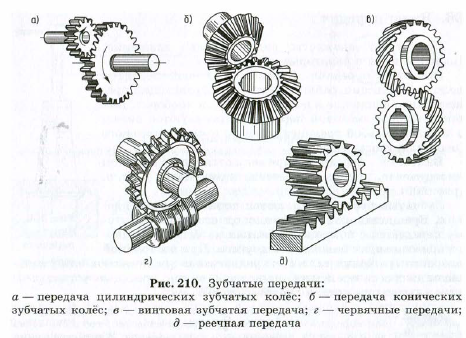 а)
б)
в)
г)
д)
Рис. 210. Зубчатые передачи:
а — передача цилиндрических зубчатых колёс; б — передача конических
зубчатых колёс; в — винтовая зубчатая передача; г — червячные передачи;
д — реечная передача